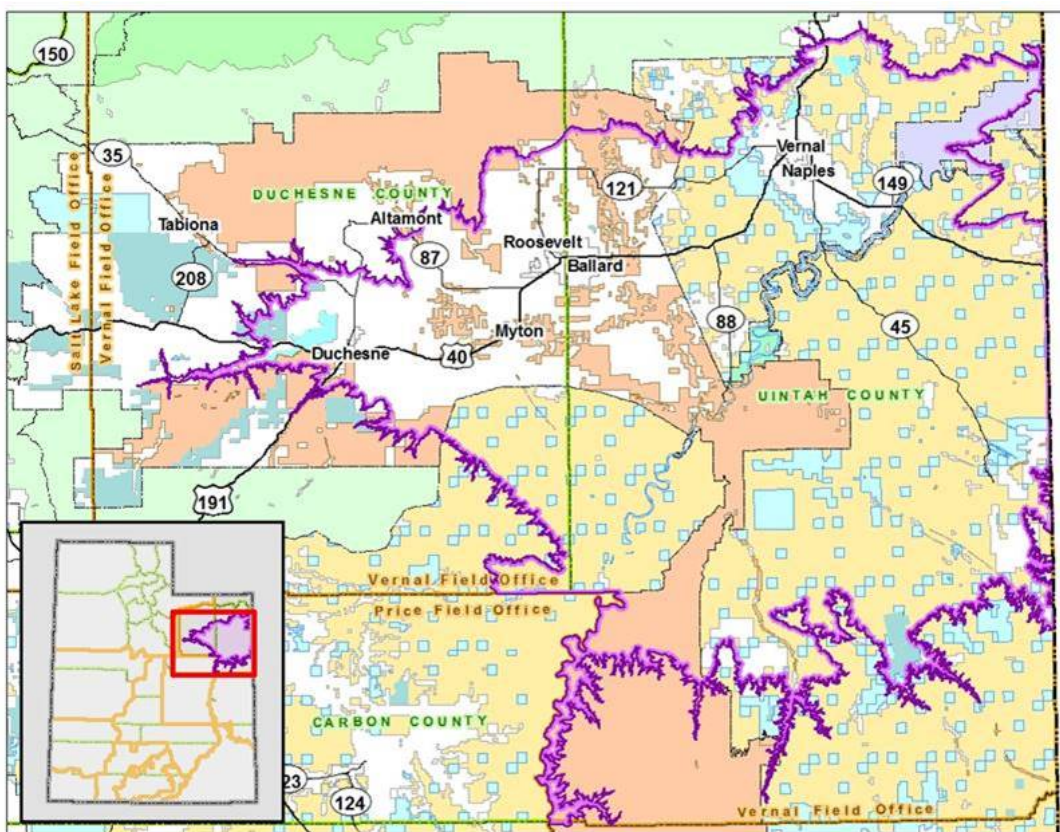 150
35
Salt Lake Field Office
Vernal Field Office
DUCHESNE COUNTY
Tabiona
Altamont
208
87
Roosevelt
Ballard
121
Vernal
Naples
149
Myton
40
Duchesne
88
45
UINTAH COUNTY
191
Vernal Field Office
Price Field Office
CARBON COUNTY
23
124
Vernal Field Office